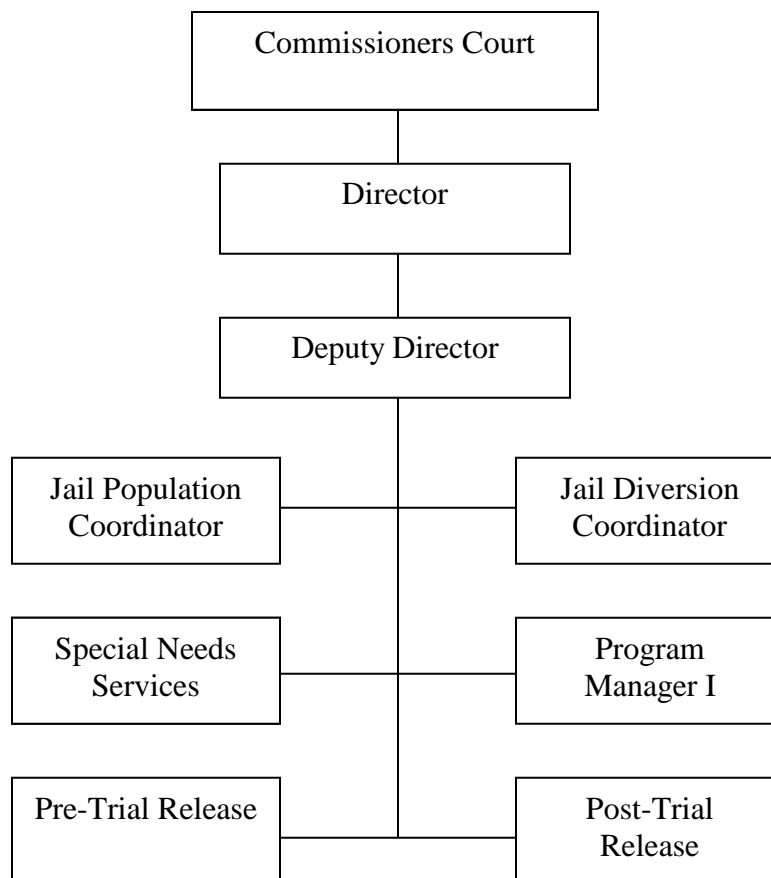 Commissioners Court
Director
Deputy Director
Jail Population
Coordinator
Jail Diversion
Coordinator
Special Needs
Services
Program
Manager I
Pre-Trial Release
Post-Trial
Release